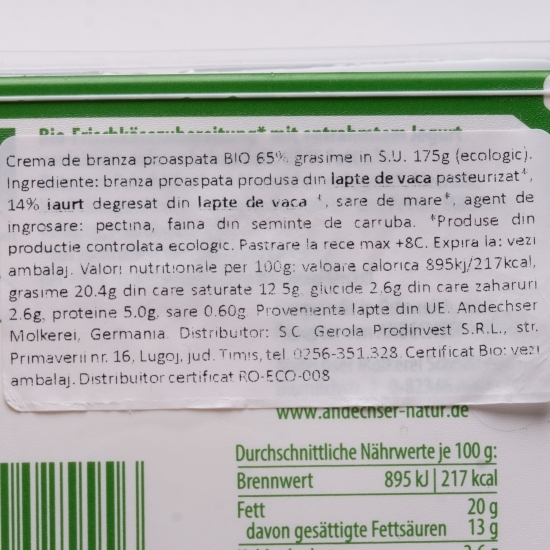 Bio-Frischkäsezubereitung* mit entrahmtem Jogurt
Crema de branza proaspata BIO 65% grasime in S.U. 175g (ecologic).
Ingrediente: branza proaspata produsa din lapte de vaca pasteurizat*,
14% iaurt degresat din lapte de vaca *, sare de mare*, agent de
ingrosare: pectina, faina din seminte de carruba. *Produse din
productie controlata ecologic. Pastrare la rece max +8C. Expira la: vezi
ambalaj. Valori nutritionale per 100g: valoare calorica 895kj/217kcal,
grasime 20.4g din care saturate 12.5g, glucide 2.6g din care zaharuri
2.6g, proteine 5.0g, sare 0.60g. Provenienta lapte din UE. Andechser
Molkerei, Germania. Distribuitor: S.C. Gerola Prodinvest S.R.L., str.
Primaverii nr. 16, Lugoj, jud. Timis, tel. 0256-351.328. Certificat Bio: vezi
ambalaj. Distribuitor certificat RO-ECO-008
www.andechser-natur.de
Durchschnittliche Nährwerte je 100 g:
Brennwert 895 kJ | 217 kcal
Fett 20 g
davon gesättigte Fettsäuren 13 g